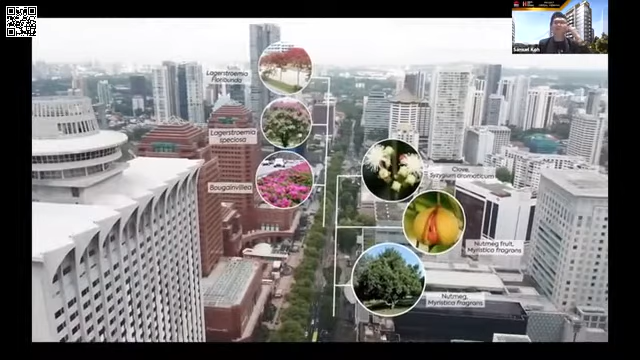 Lagerstroemia
Floribunda
Lagerstroemia
speciosa
Bougainvillea
Clove,
Syzygium aromaticum
Nutmeg fruit,
Myristica fragrans
Nutmeg,
Myristica fragrans
Samuel Koh